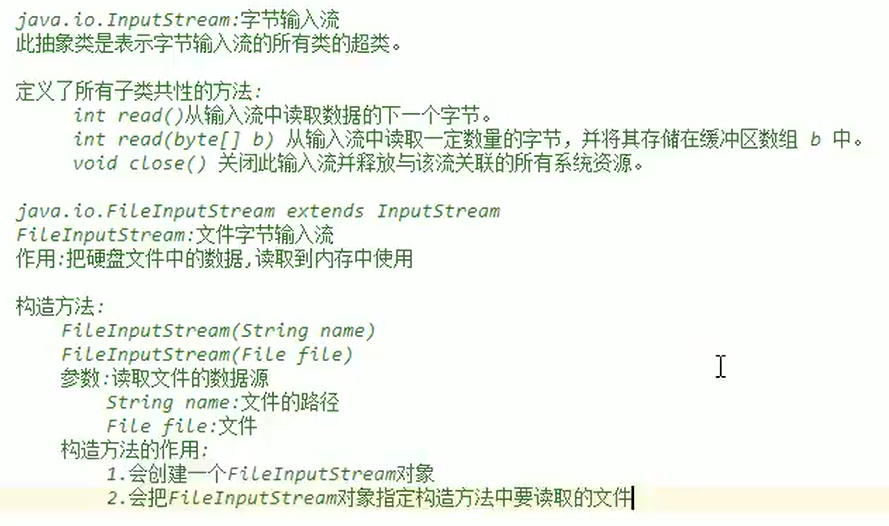 java.io.InputStream:字节输入流
此抽象类是表示字节输入流的所有类的超类。
定义了所有子类共性的方法:
int read()从输入流中读取数据的下一个字节。
int read(byte[] b) 从输入流中读取一定数量的字节，并将其存储在缓冲区数组 b 中。
void close() 关闭此输入流并释放与该流关联的所有系统资源。
java.io.FileInputStream extends InputStream
FileInputStream:文件字节输入流
作用:把硬盘文件中的数据,读取到内存中使用
构造方法:
FileInputStream(String name)
FileInputStream(File file)
参数:读取文件的数据源
String name:文件的路径
File file:文件
构造方法的作用:
1.会创建一个FileInputStream对象
2.会把FileInputStream对象指定构造方法中要读取的文件